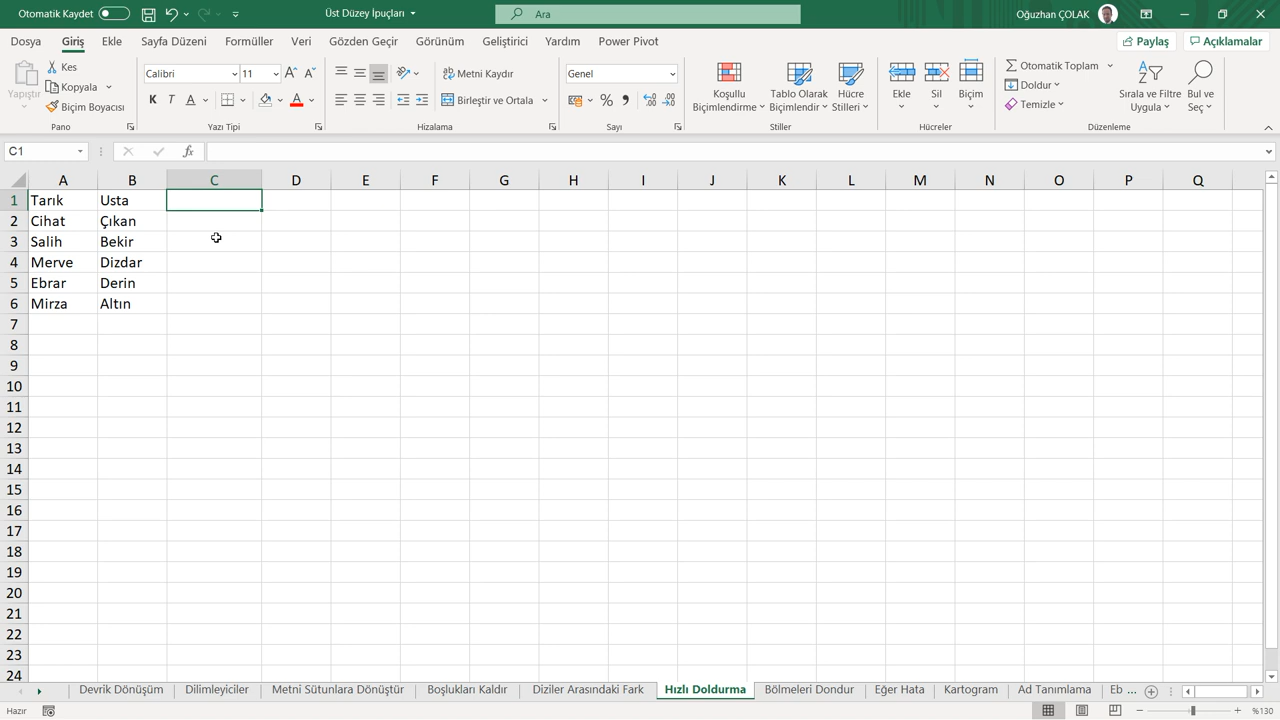 Otomatik Kaydet
Üst Düzey İpuçları
Ara
Oğuzhan ÇOLAK
Dosya Giriş Ekle Sayfa Düzeni Formüller Veri Gözden Geçir Görünüm Geliştirici Yardım Power Pivot Paylaş Açıklamalar
Yapıştır
Kes
Kopyala
Biçim Boyacısı
Pano
Calibri 11
K T A
Yazı Tipi
Metni Kaydır
Birleştir ve Ortala
Hizalama
Genel
Sayı
Koşullu Biçimlendirme
Tablo Olarak Biçimlendir
Hücre Stilleri
Stiller
Ekle Sil Biçim
Hücreler
Otomatik Toplam
Doldur
Temizle
Sırala ve Filtre Uygula
Bul ve Seç
Düzenleme
C1 fx
A B C D E F G H I J K L M N O P Q
1 Tarık Usta
2 Cihat Çıkan
3 Salih Bekir
4 Merve Dizdar
5 Ebrar Derin
6 Mirza Altın
7
8
9
10
11
12
13
14
15
16
17
18
19
20
21
22
23
24
Devrik Dönüşüm Dilimleyiciler Metni Sütunlara Dönüştür Boşlukları Kaldır Diziler Arasındaki Fark Hızlı Doldurma Bölmeleri Dondur Eğer Hata Kartogram Ad Tanımlama Eb ...
Hazır
%130